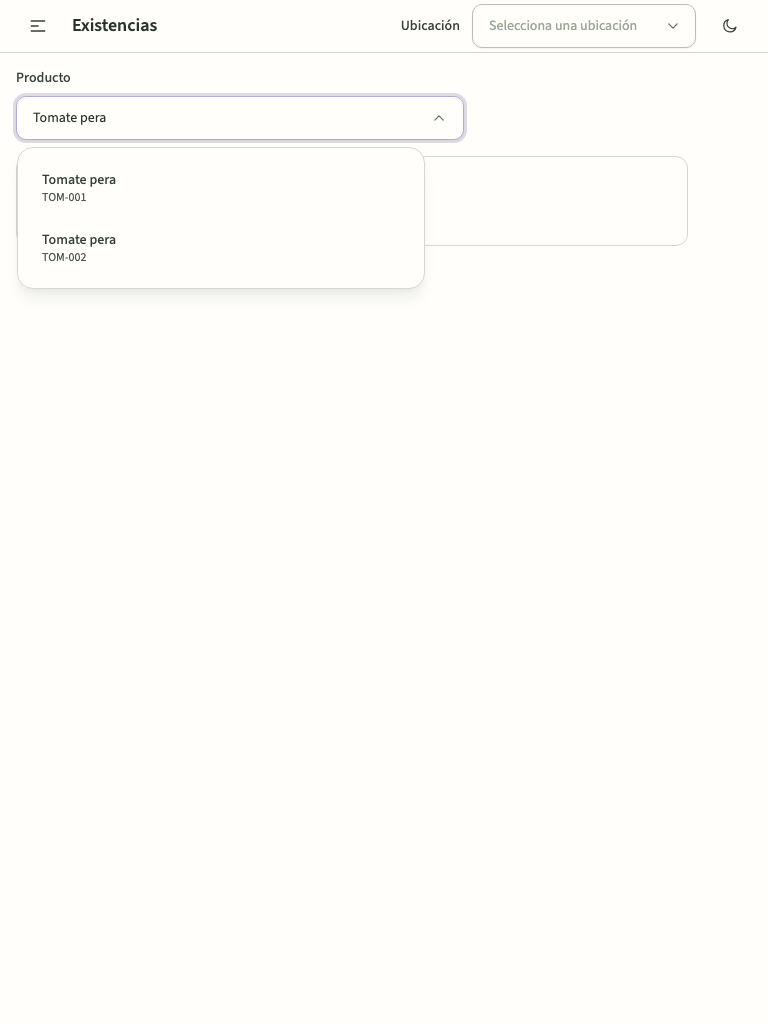 Existencias
Ubicación
Selecciona una ubicación
Producto
Tomate pera
Tomate pera
TOM-001
Tomate pera
TOM-002